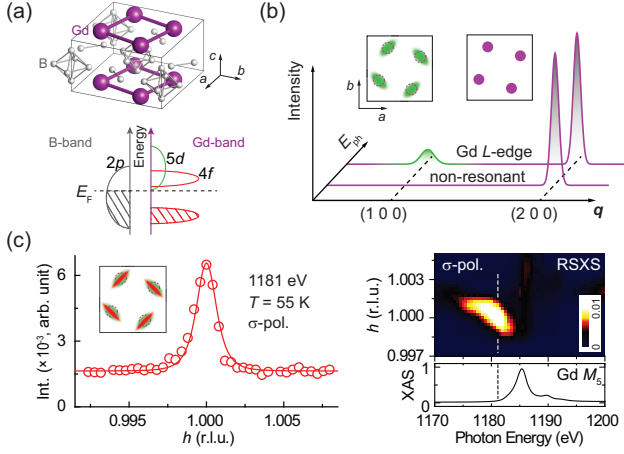 (a)
Gd
B
c
b
a
B-band
Energy
Gd-band
2p
5d
4f
E_F
(b)
Intensity
b
a
E_ph
Gd L-edge
non-resonant
(1 0 0)
(2 0 0)
q
(c)
Int. (× 10⁻³, arb. unit)
6
4
2
0
1181 eV
T = 55 K
σ-pol.
0.995
1.000
1.005
h (r.l.u.)
σ-pol.
RSXS
h (r.l.u.)
1.003
1.000
0.997
0.01
0
XAS
1
0
Gd M₅
1170
1180
1190
1200
Photon Energy (eV)